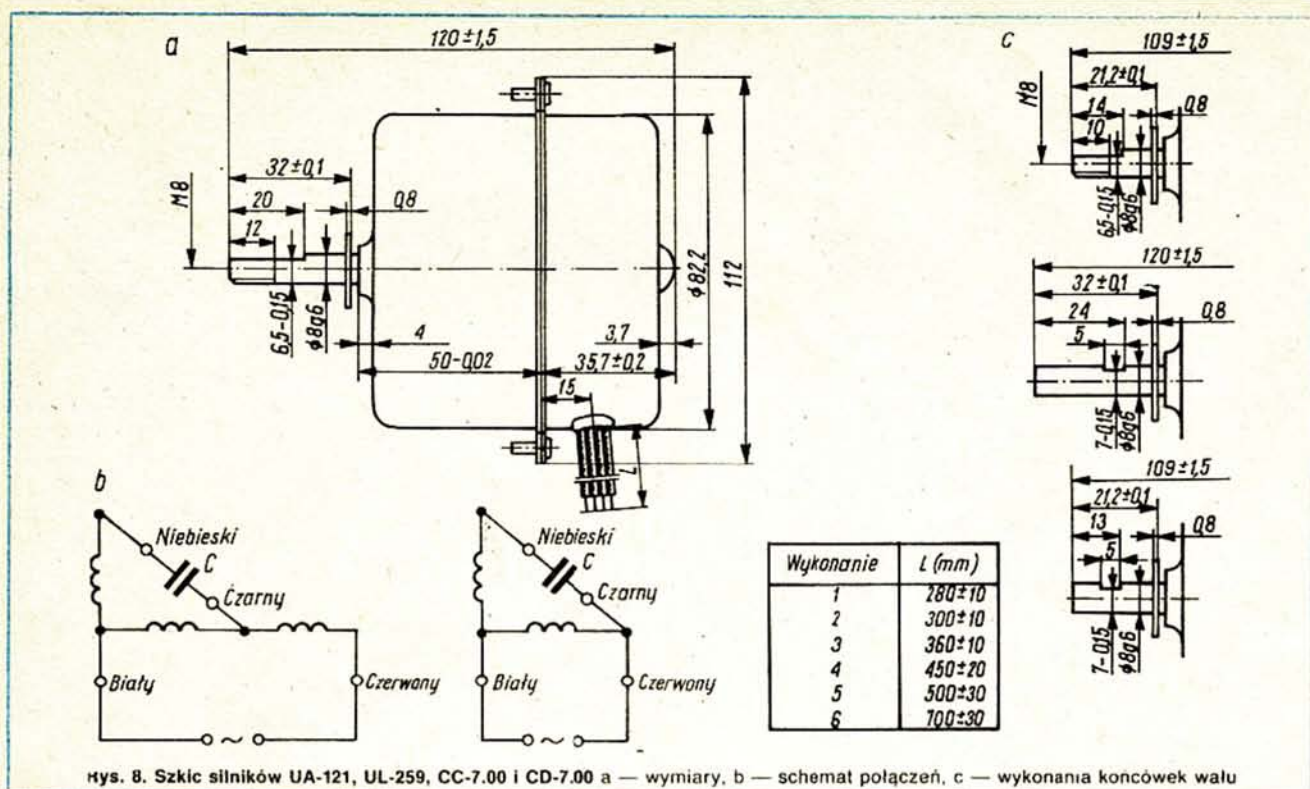 a
120±1,5
M8
32±0,1
20
0,8
12
6,5-0,15
ϕ8g6
4
50-0,02
3,7
35,7±0,2
15
L
ϕ82,2
112
c
109±1,5
M8
21,2±0,1
14
0,8
10
6,5-0,15
ϕ8g6
120±1,5
32±0,1
24
0,8
5
7-0,15
ϕ8g6
109±1,5
21,2±0,1
13
0,8
5
7-0,15
ϕ8g6
b
Niebieski
C
Czarny
Biały
Czerwony
~
Niebieski
C
Czarny
Biały
Czerwony
~
Wykonanie L (mm)
1 280±10
2 300±10
3 360±10
4 450±20
5 500±30
6 700±30
Rys. 8. Szkic silników UA-121, UL-259, CC-7.00 i CD-7.00 a — wymiary, b — schemat połączeń, c — wykonania końcówek wału